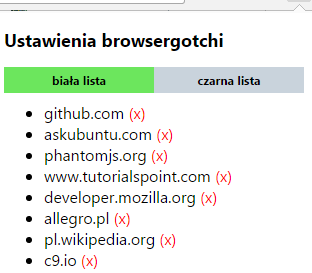 Ustawienia browsergotchi
biała lista czarna lista
github.com (x)
askubuntu.com (x)
phantomjs.org (x)
www.tutorialspoint.com (x)
developer.mozilla.org (x)
allegro.pl (x)
pl.wikipedia.org (x)
c9.io (x)